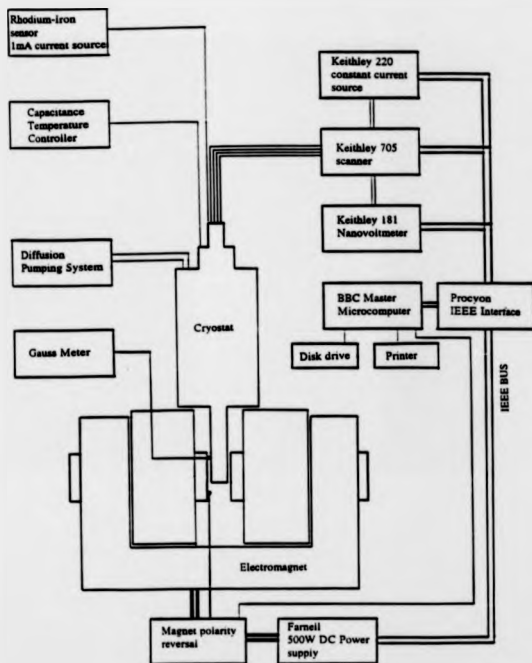 Rhodium-Iron
sensor
1mA current source
Capacitance
Temperature
Controller
Diffusion
Pumping System
Gauss Meter
Keithley 220
constant current
source
Keithley 705
scanner
Keithley 181
Nanovoltmeter
BBC Master
Microcomputer
Procyon
IEEE Interface
Disk drive
Printer
Cryostat
IEEE BUS
Electromagnet
Magnet polarity
reversal
Farnell
500W DC Power
supply